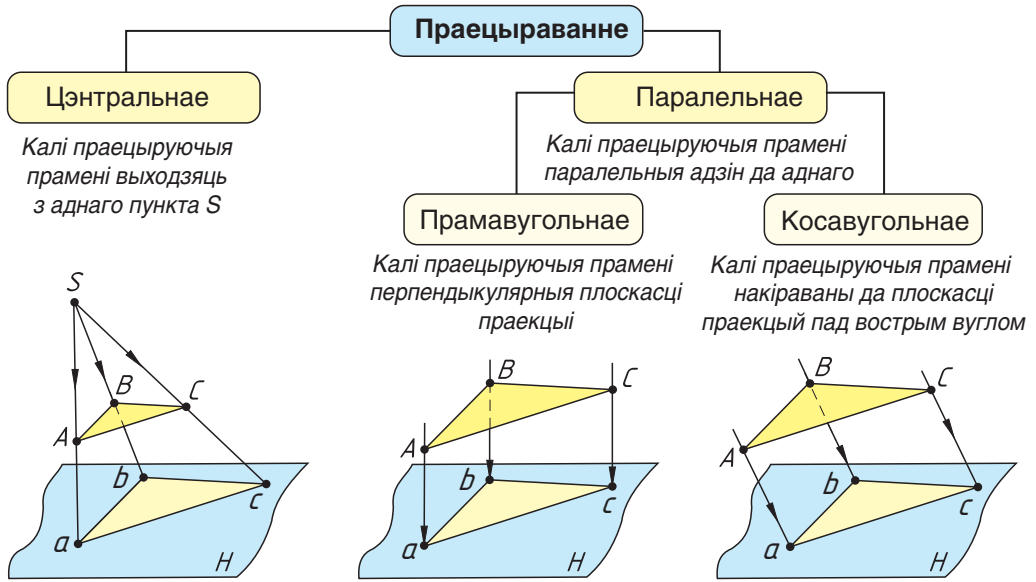 Праецыраванне
Цэнтральнае
Калі праецыруючыя
прамені выходзяць
з аднаго пункта S
Паралельнае
Калі праецыруючыя прамені
паралельныя адзін да аднаго
Прамавугольнае
Калі праецыруючыя прамені
перпендыкулярныя плоскасці
праекцыі
Косавугольнае
Калі праецыруючыя прамені
накіраваны да плоскасці
праекцый пад вострым вуглом
S
B
C
A
b
c
a
H
B
C
A
b
c
a
H
B
C
A
b
c
a
H